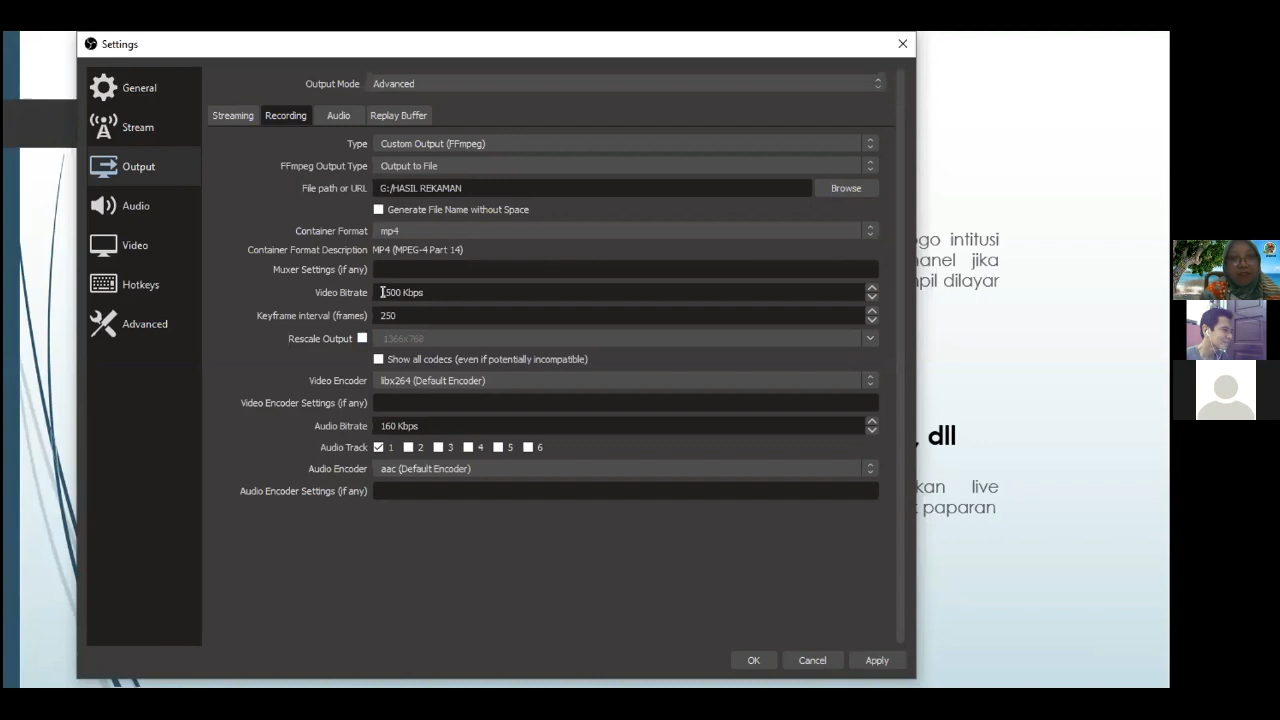 Settings
General
Stream
Output
Audio
Video
Hotkeys
Advanced
Output Mode Advanced
Streaming Recording Audio Replay Buffer
Type Custom Output (FFmpeg)
FFmpeg Output Type Output to File
File path or URL G:/HASIL REKAMAN Browse
Generate File Name without Space
Container Format mp4
Container Format Description MP4 (MPEG-4 Part 14)
Muxer Settings (if any)
Video Bitrate 500 Kbps
Keyframe interval (frames) 250
Rescale Output 1366x768
Show all codecs (even if potentially incompatible)
Video Encoder libx264 (Default Encoder)
Video Encoder Settings (if any)
Audio Bitrate 160 Kbps
Audio Track 1 2 3 4 5 6
Audio Encoder aac (Default Encoder)
Audio Encoder Settings (if any)
OK Cancel Apply
go intitusi
anel jika
pil dilayar
, dll
kan live
paparan